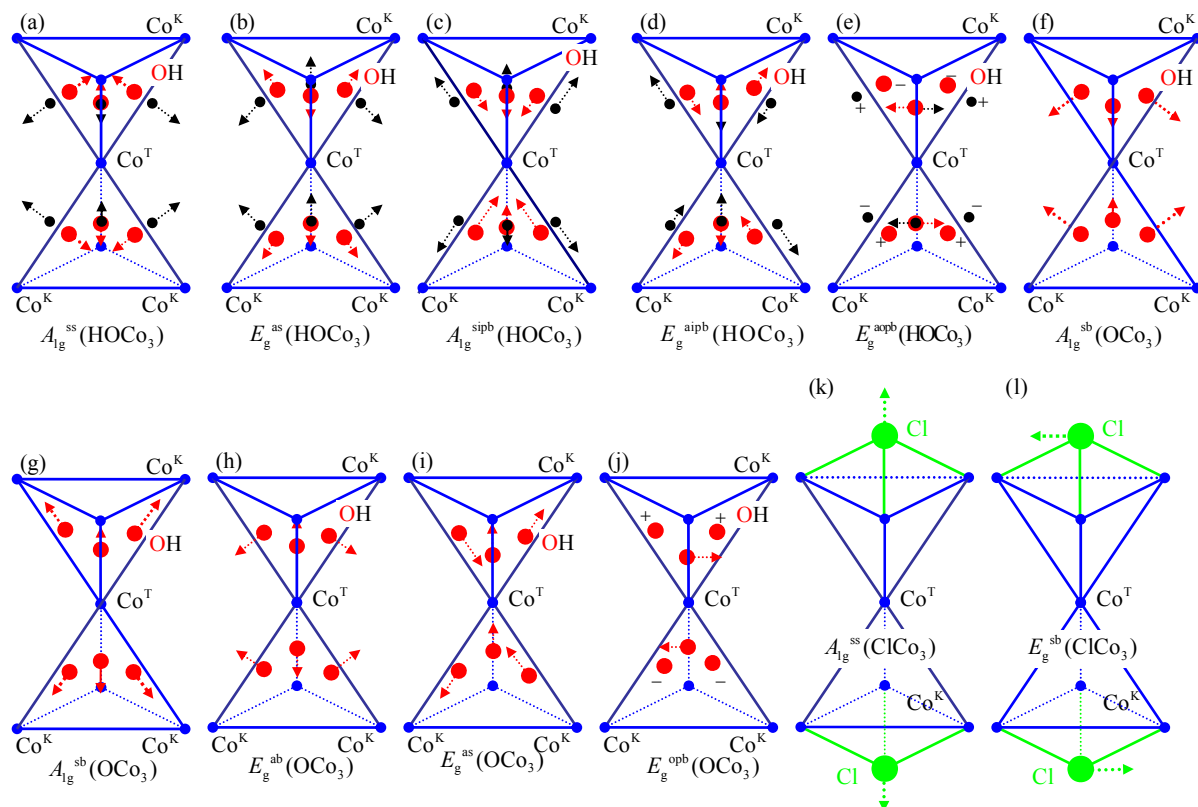 (a) (b) (c) (d) (e) (f)
Co^K Co^K Co^K Co^K Co^K Co^K
OH OH OH OH OH OH
− −
+ +
Co^T Co^T Co^T Co^T Co^T Co^T
− −
+ +
Co^K Co^K Co^K Co^K Co^K Co^K Co^K Co^K Co^K Co^K Co^K Co^K
A_1g^ss(HOCo_3) E_g^as(HOCo_3) A_1g^sipb(HOCo_3) E_g^aipb(HOCo_3) E_g^aopb(HOCo_3) A_1g^sb(OCo_3)
(k) (l)
Cl Cl
(g) (h) (i) (j)
Co^K Co^K Co^K Co^K
OH OH OH OH
+ +
Co^T Co^T Co^T Co^T Co^T Co^T
A_1g^ss(ClCo_3) E_g^sb(ClCo_3)
− −
Co^K Co^K
Co^K Co^K Co^K Co^K Co^K Co^K Co^K Co^K
A_1g^sb(OCo_3) E_g^ab(OCo_3) E_g^as(OCo_3) E_g^opb(OCo_3)
Cl Cl